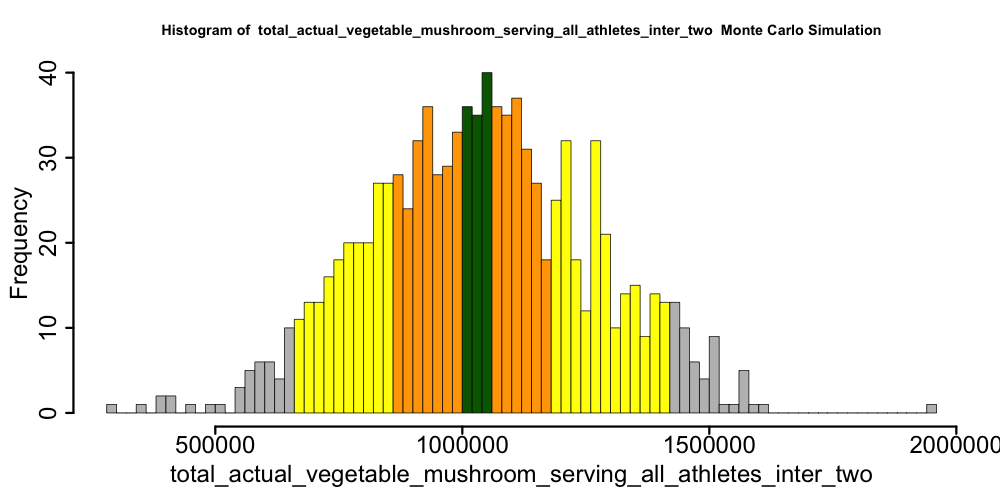 Histogram of  total_actual_vegetable_mushroom_serving_all_athletes_inter_two  Monte Carlo Simulation
40
30
20
10
0
Frequency
500000 1000000 1500000 2000000
total_actual_vegetable_mushroom_serving_all_athletes_inter_two